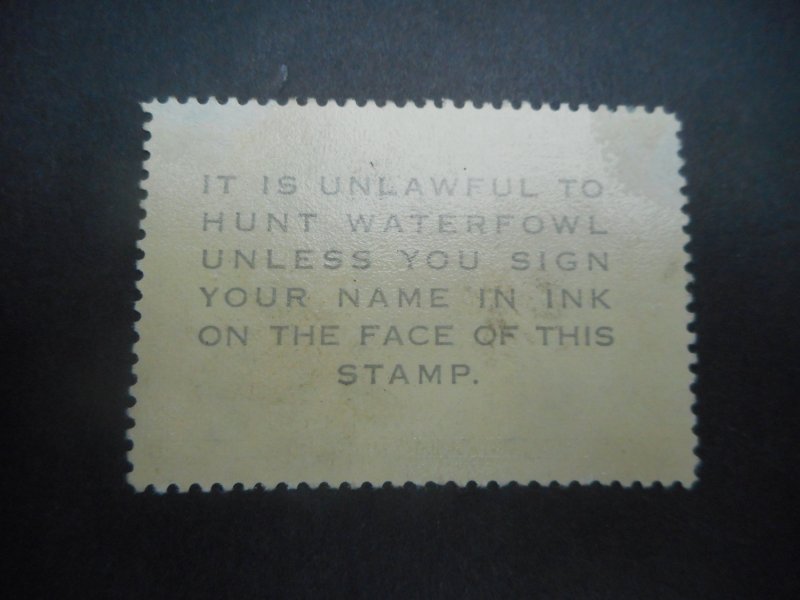 IT IS UNLAWFUL TO
HUNT WATERFOWL
UNLESS YOU SIGN
YOUR NAME IN INK
ON THE FACE OF THIS
STAMP.